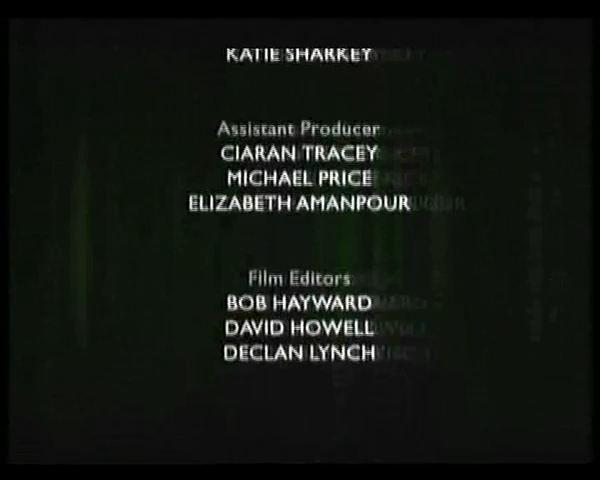 KATIE SHARKEY
Assistant Producer
CIARAN TRACEY
MICHAEL PRICE
ELIZABETH AMANPOUR
Film Editors
BOB HAYWARD
DAVID HOWELL
DECLAN LYNCH